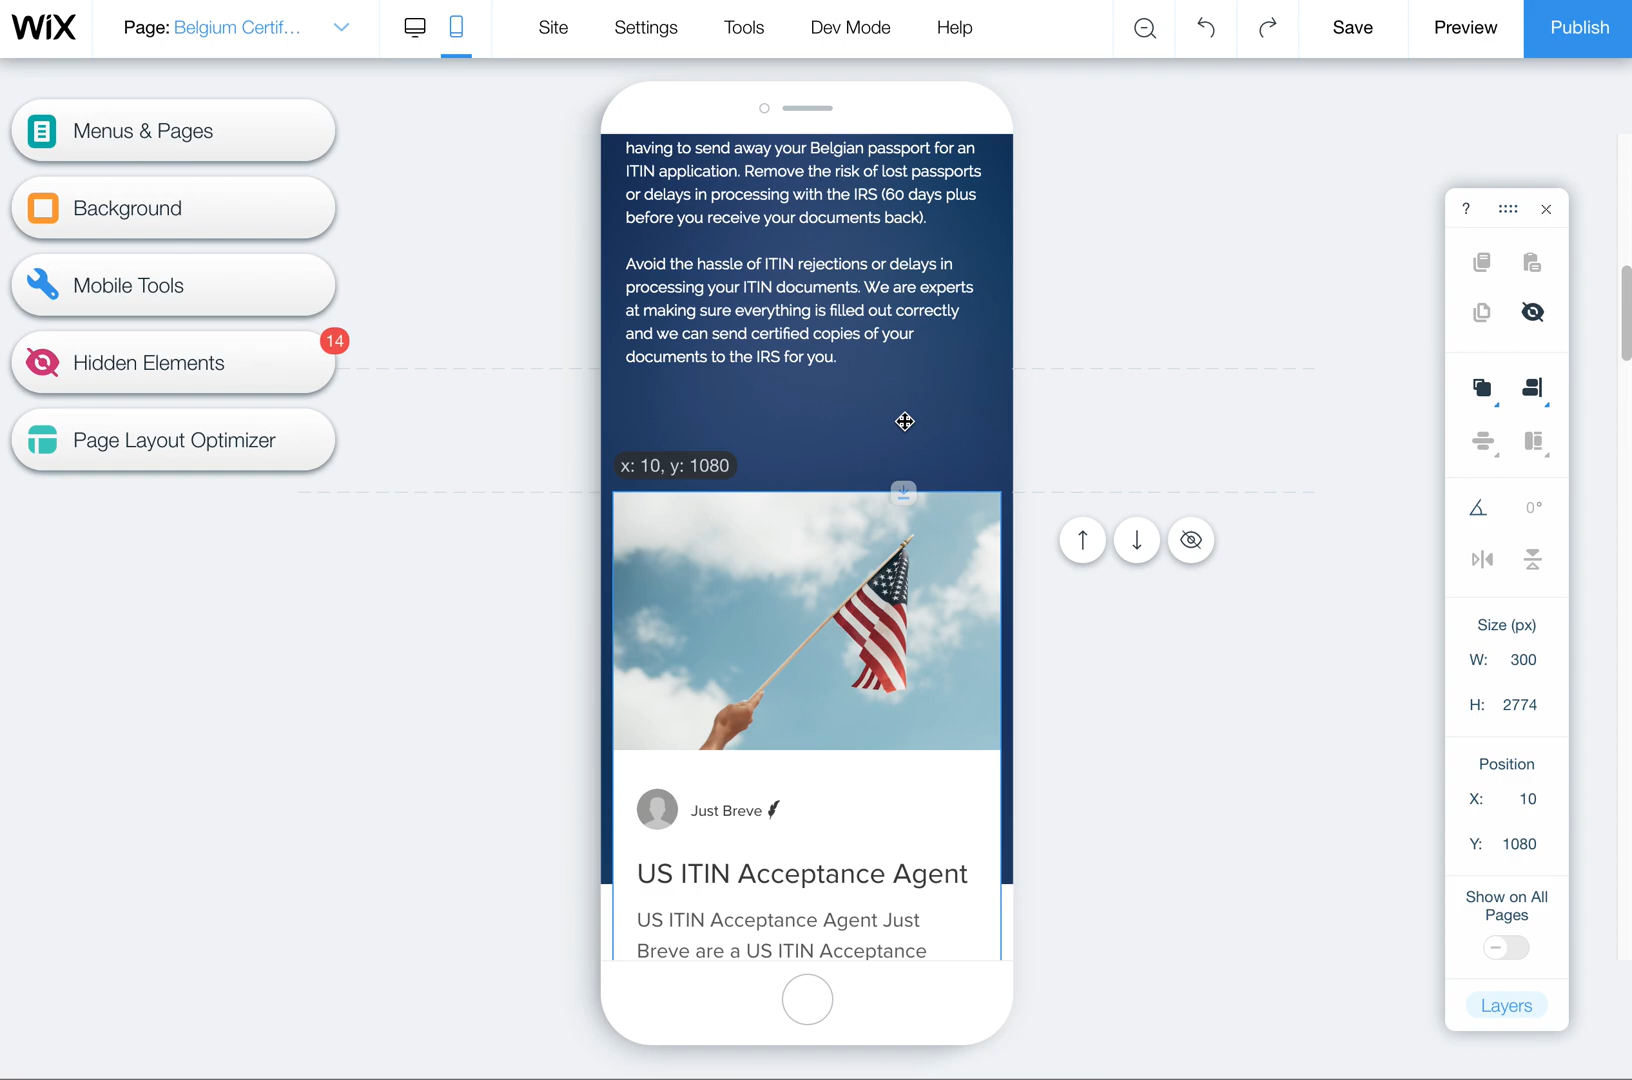 WiX
Page: Belgium Certif...
Site
Settings
Tools
Dev Mode
Help
Save
Preview
Publish
Menus & Pages
Background
Mobile Tools
Hidden Elements
14
Page Layout Optimizer
having to send away your Belgian passport for an
ITIN application. Remove the risk of lost passports
or delays in processing with the IRS (60 days plus
before you receive your documents back).
Avoid the hassle of ITIN rejections or delays in
processing your ITIN documents. We are experts
at making sure everything is filled out correctly
and we can send certified copies of your
documents to the IRS for you.
x: 10, y: 1080
Just Breve
US ITIN Acceptance Agent
US ITIN Acceptance Agent Just
Breve are a US ITIN Acceptance
?
0°
Size (px)
W: 300
H: 2774
Position
X: 10
Y: 1080
Show on All
Pages
Layers